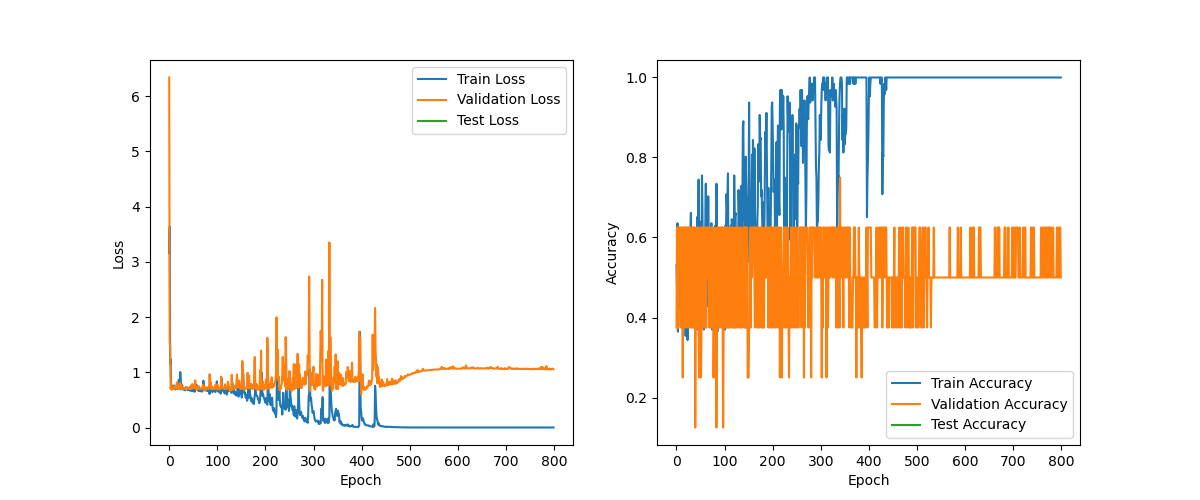 6
5
4
3
2
1
0
Loss
0 100 200 300 400 500 600 700 800
Epoch
Train Loss
Validation Loss
Test Loss
1.0
0.8
0.6
0.4
0.2
Accuracy
0 100 200 300 400 500 600 700 800
Epoch
Train Accuracy
Validation Accuracy
Test Accuracy